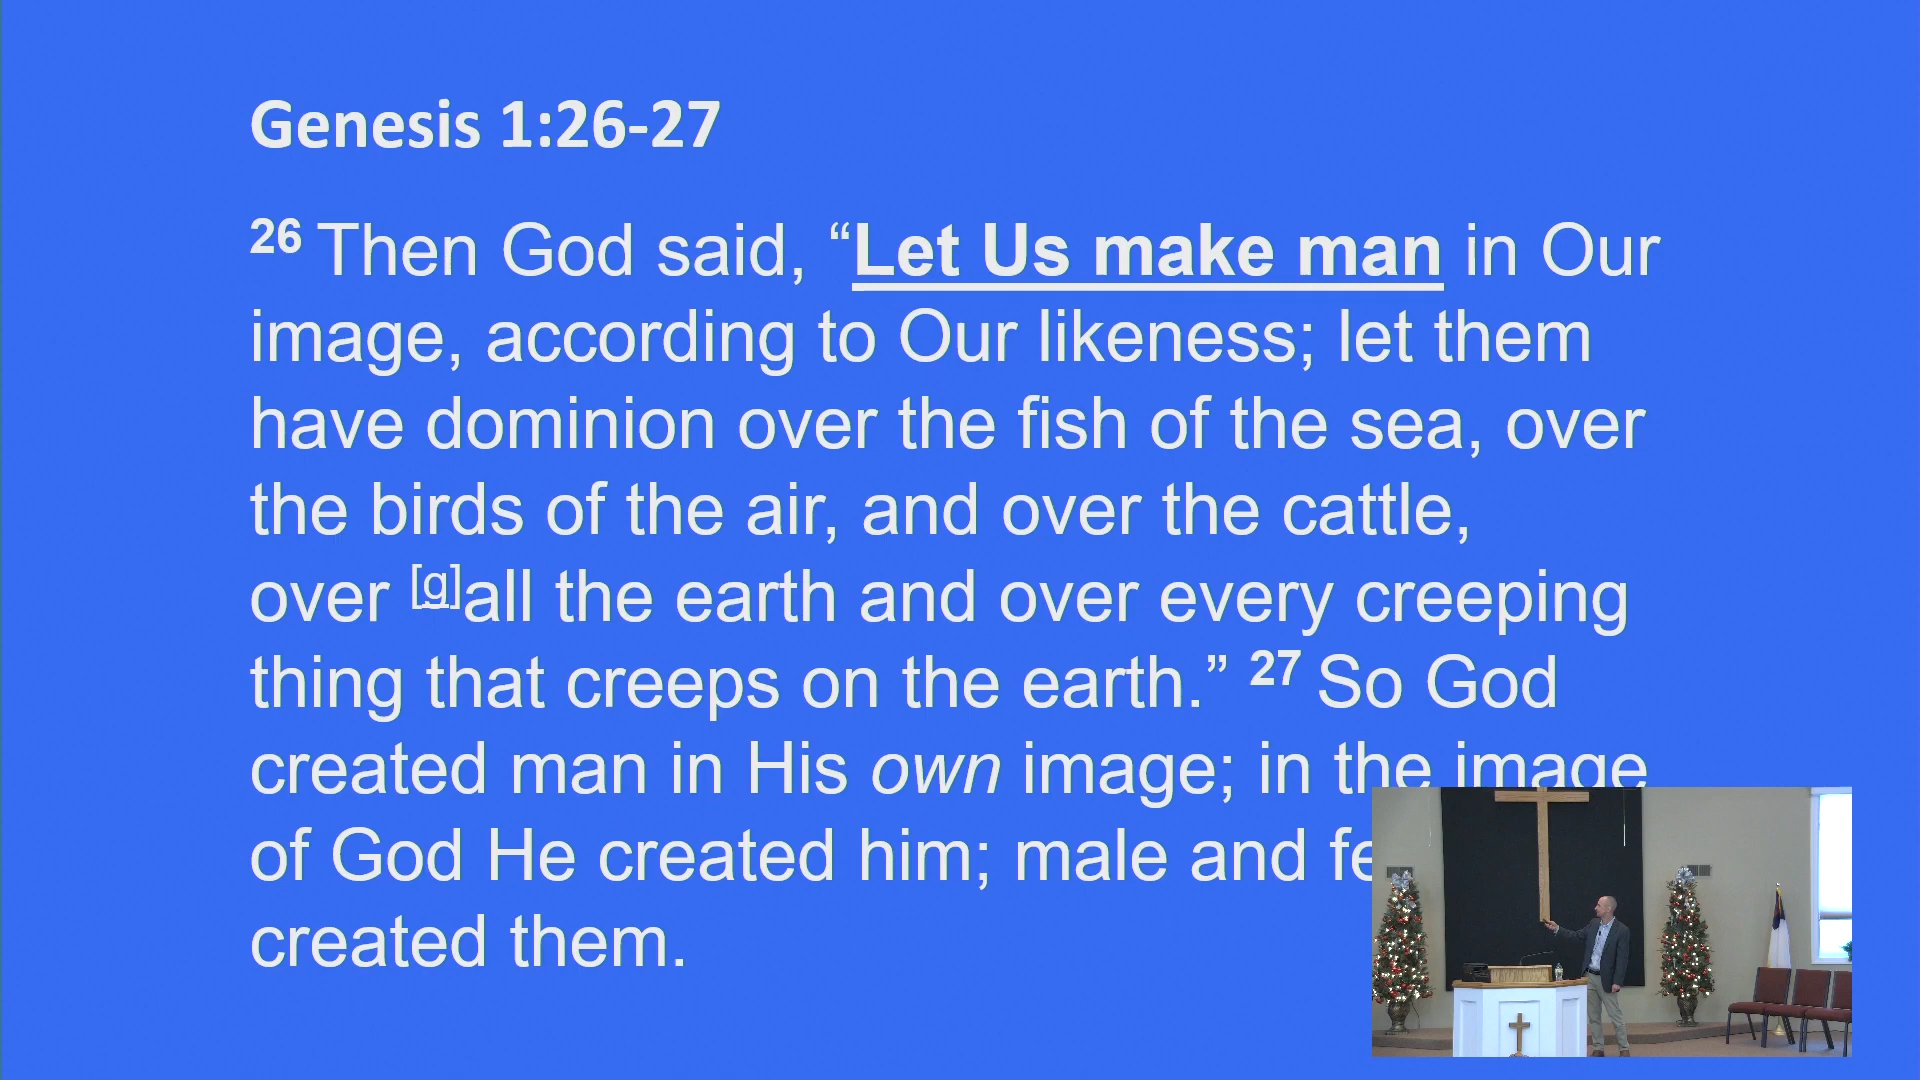 Genesis 1:26-27
26 Then God said, “Let Us make man in Our
image, according to Our likeness; let them
have dominion over the fish of the sea, over
the birds of the air, and over the cattle,
over [g]all the earth and over every creeping
thing that creeps on the earth.” 27 So God
created man in His own image; in the image
of God He created him; male and fe
created them.